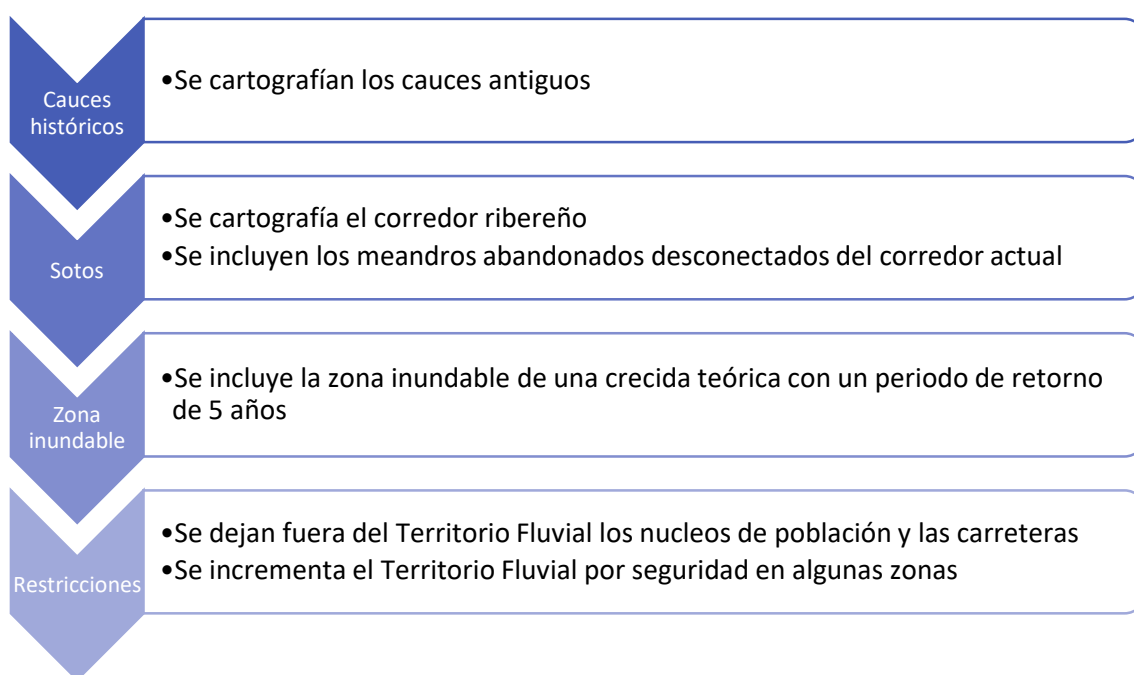 Cauces
históricos
•Se cartografían los cauces antiguos
Sotos
•Se cartografía el corredor ribereño
•Se incluyen los meandros abandonados desconectados del corredor actual
Zona
inundable
•Se incluye la zona inundable de una crecida teórica con un periodo de retorno
de 5 años
Restricciones
•Se dejan fuera del Territorio Fluvial los nucleos de población y las carreteras
•Se incrementa el Territorio Fluvial por seguridad en algunas zonas